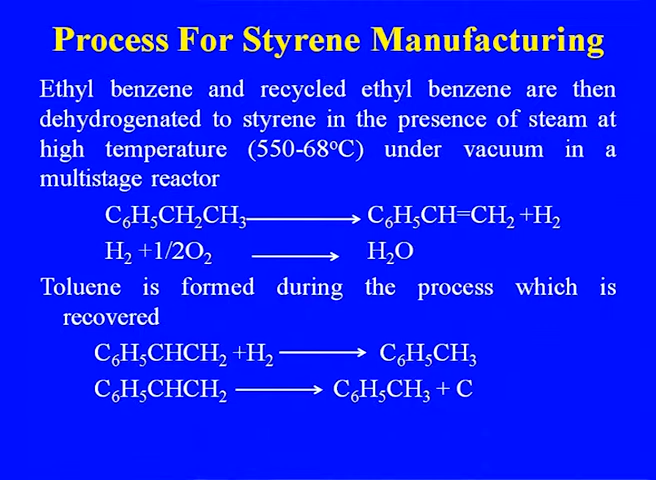 Process For Styrene Manufacturing
Ethyl benzene and recycled ethyl benzene are then
dehydrogenated to styrene in the presence of steam at
high temperature (550-68°C) under vacuum in a
multistage reactor
C₆H₅CH₂CH₃ ⟶ C₆H₅CH=CH₂ +H₂
H₂ +1/2O₂ ⟶ H₂O
Toluene is formed during the process which is
recovered
C₆H₅CHCH₂ +H₂ ⟶ C₆H₅CH₃
C₆H₅CHCH₂ ⟶ C₆H₅CH₃ + C